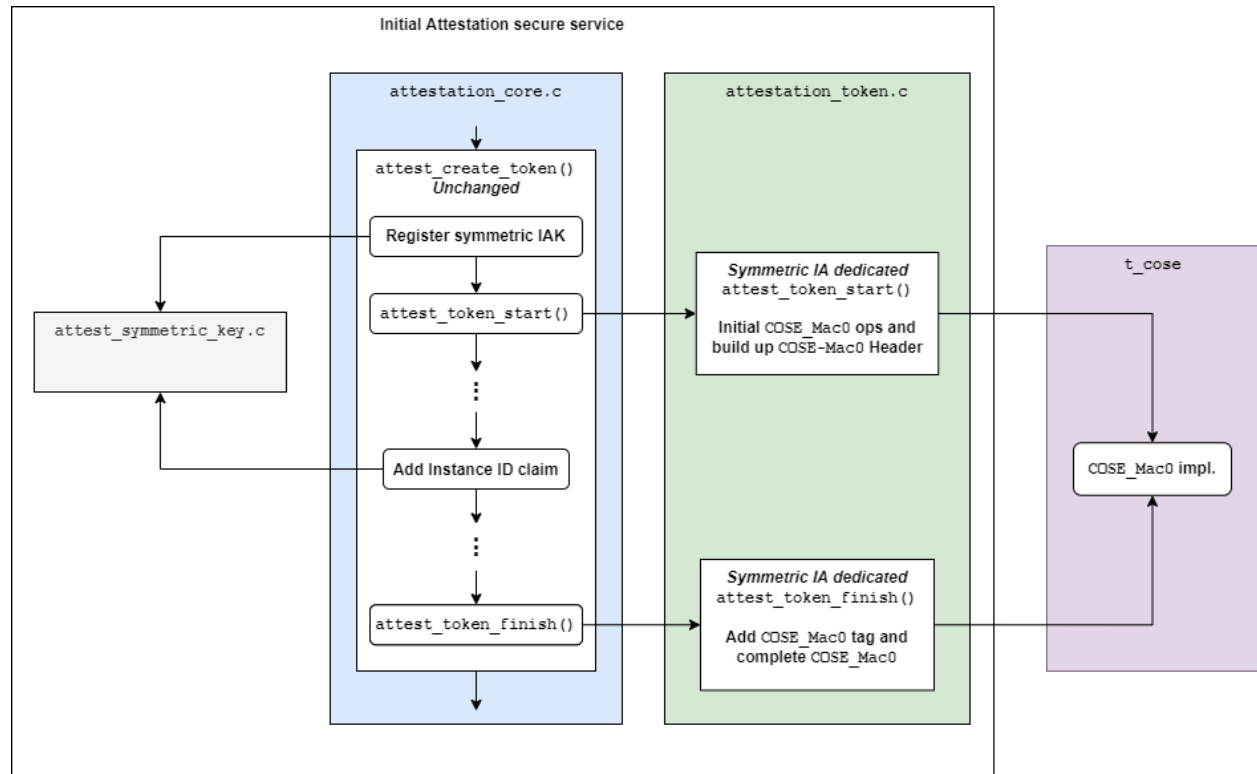 Initial Attestation secure service
attestation_core.c
attest_create_token()
Unchanged
Register symmetric IAK
attest_token_start()
⋮
Add Instance ID claim
⋮
attest_token_finish()
attest_symmetric_key.c
attestation_token.c
Symmetric IA dedicated
attest_token_start()
Initial COSE_Mac0 ops and
build up COSE-Mac0 Header
Symmetric IA dedicated
attest_token_finish()
Add COSE_Mac0 tag and
complete COSE_Mac0
t_cose
COSE_Mac0 impl.